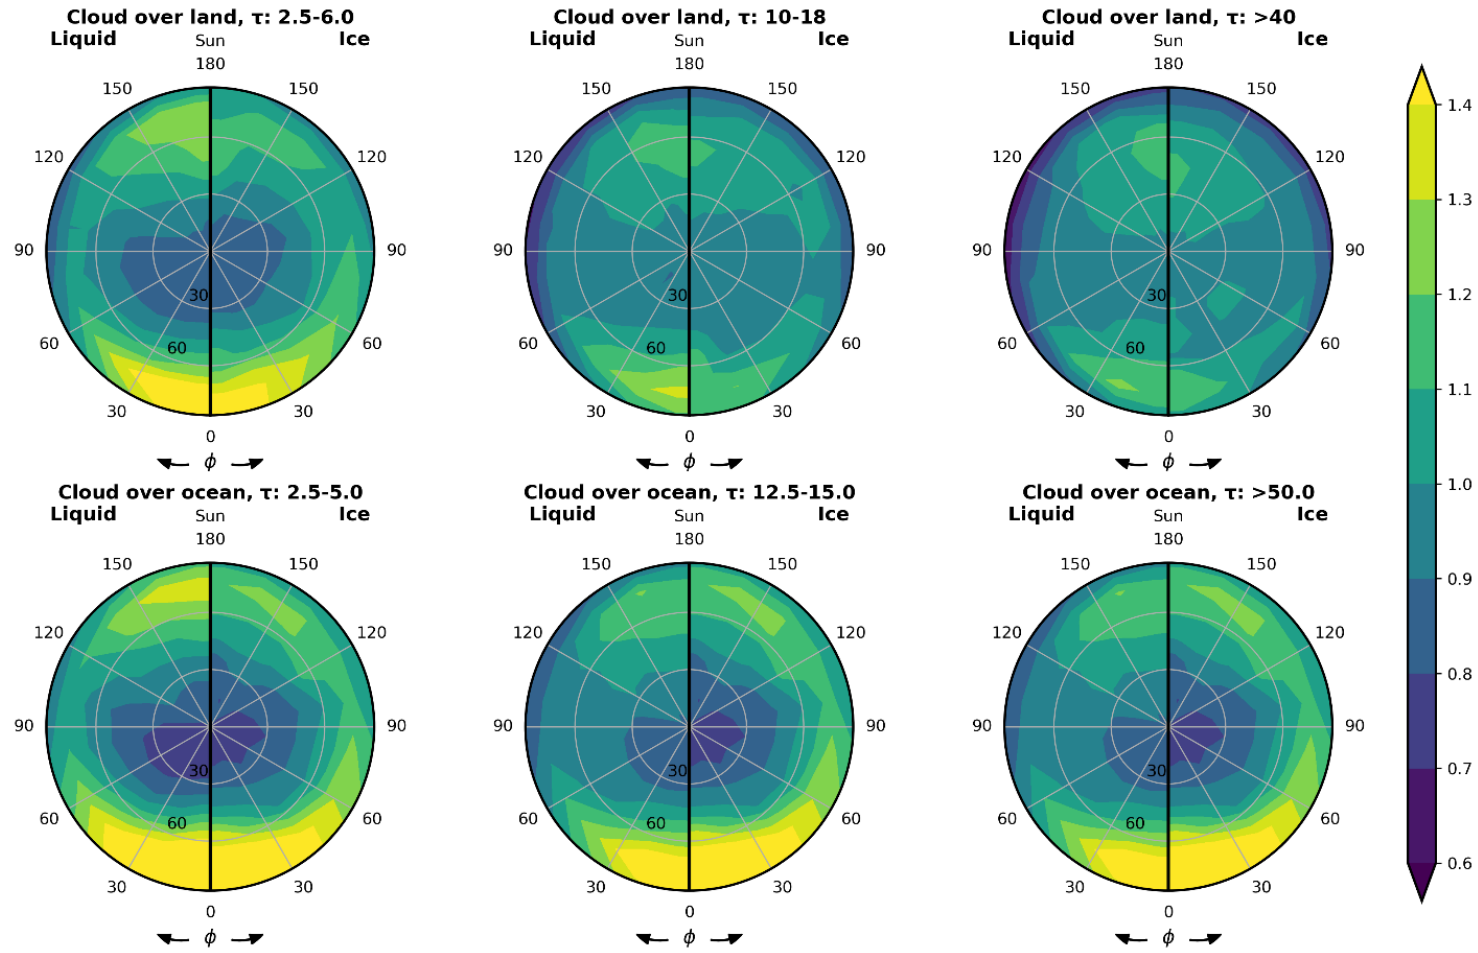 Cloud over land, τ: 2.5-6.0
Liquid Sun Ice
180
150 150
120 120
90 90
30
60 60 60
30 30
0
ϕ
Cloud over land, τ: 10-18
Liquid Sun Ice
180
150 150
120 120
90 90
30
60 60 60
30 30
0
ϕ
Cloud over land, τ: >40
Liquid Sun Ice
180
150 150
120 120
90 90
30
60 60 60
30 30
0
ϕ
Cloud over ocean, τ: 2.5-5.0
Liquid Sun Ice
180
150 150
120 120
90 90
30
60 60 60
30 30
0
ϕ
Cloud over ocean, τ: 12.5-15.0
Liquid Sun Ice
180
150 150
120 120
90 90
30
60 60 60
30 30
0
ϕ
Cloud over ocean, τ: >50.0
Liquid Sun Ice
180
150 150
120 120
90 90
30
60 60 60
30 30
0
ϕ
1.4
1.3
1.2
1.1
1.0
0.9
0.8
0.7
0.6